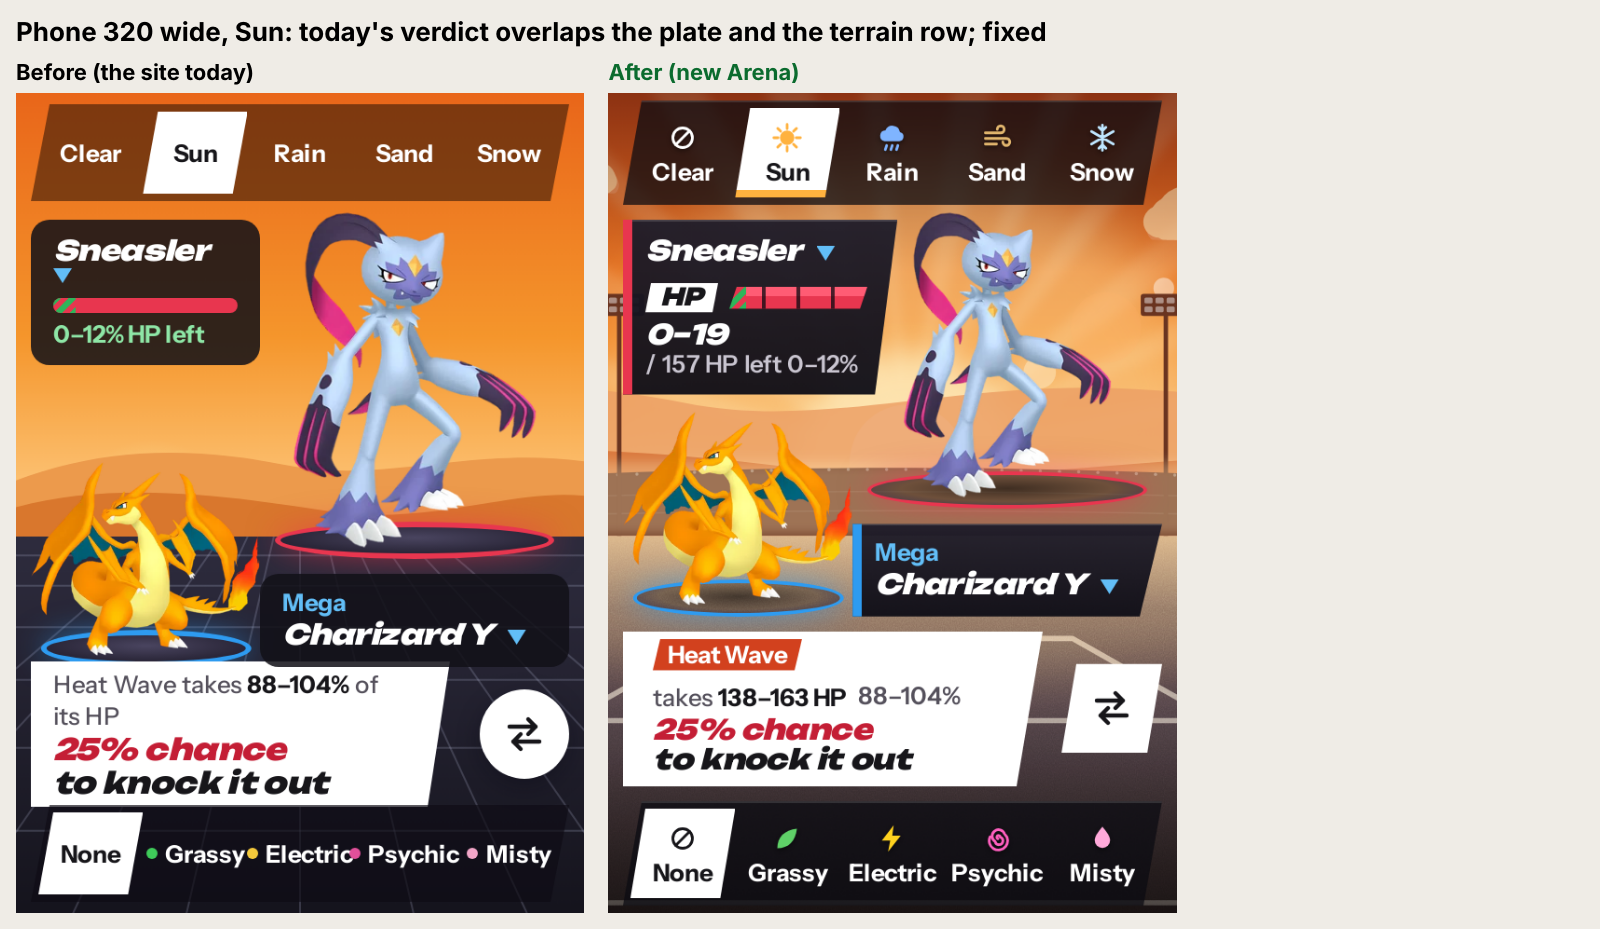 Phone 320 wide, Sun: today's verdict overlaps the plate and the terrain row; fixed
Before (the site today)
Clear Sun Rain Sand Snow
Sneasler
0–12% HP left
Mega
Charizard Y
Heat Wave takes 88–104% of
its HP
25% chance
to knock it out
None Grassy Electric Psychic Misty
After (new Arena)
Clear Sun Rain Sand Snow
Sneasler
HP
0–19
/ 157 HP left 0–12%
Mega
Charizard Y
Heat Wave
takes 138–163 HP 88–104%
25% chance
to knock it out
None Grassy Electric Psychic Misty